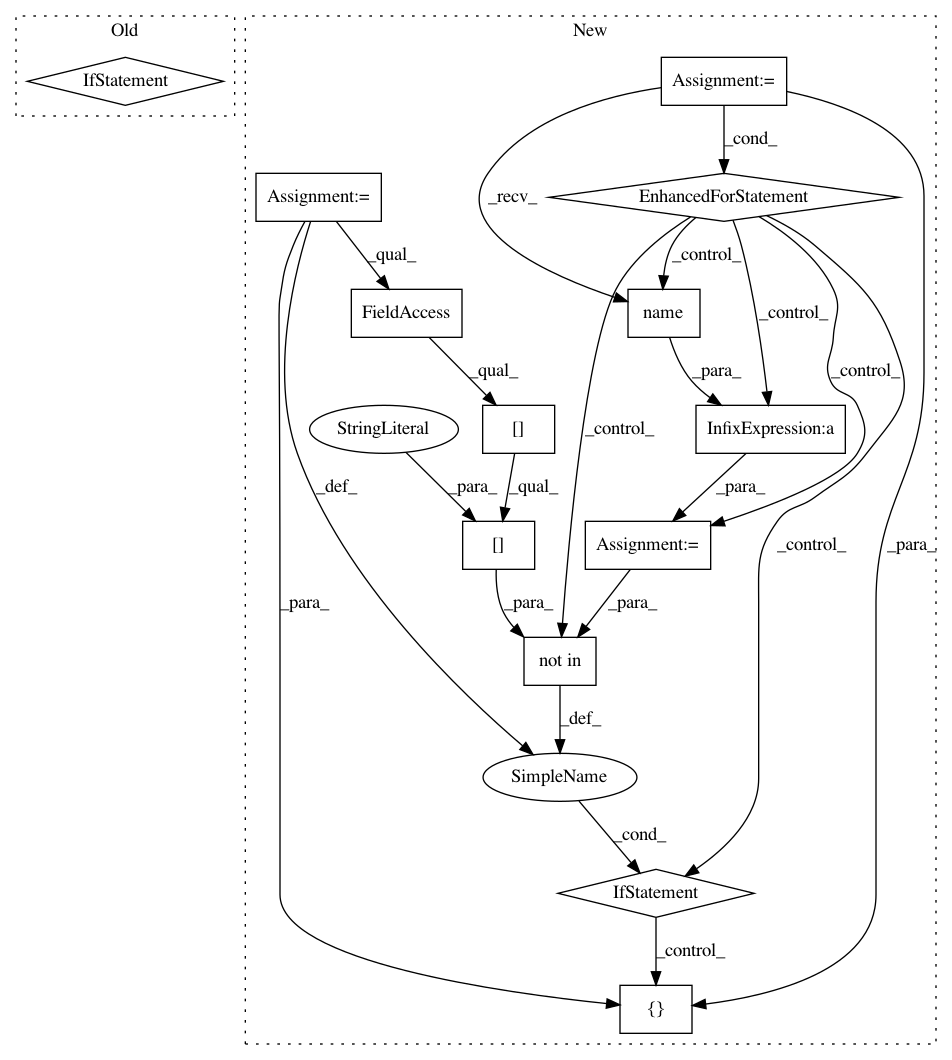 Old
New
IfStatement
Assignment:=
_cond_
Assignment:=
EnhancedForStatement
_recv_
_qual_
_control_
FieldAccess
name
_control_
_qual_
_para_
_control_
StringLiteral
[]
_control_
InfixExpression:a
_def_
_para_
_qual_
_para_
[]
Assignment:=
_control_
_para_
_para_
_para_
_para_
not in
_def_
SimpleName
_cond_
IfStatement
_control_
{}